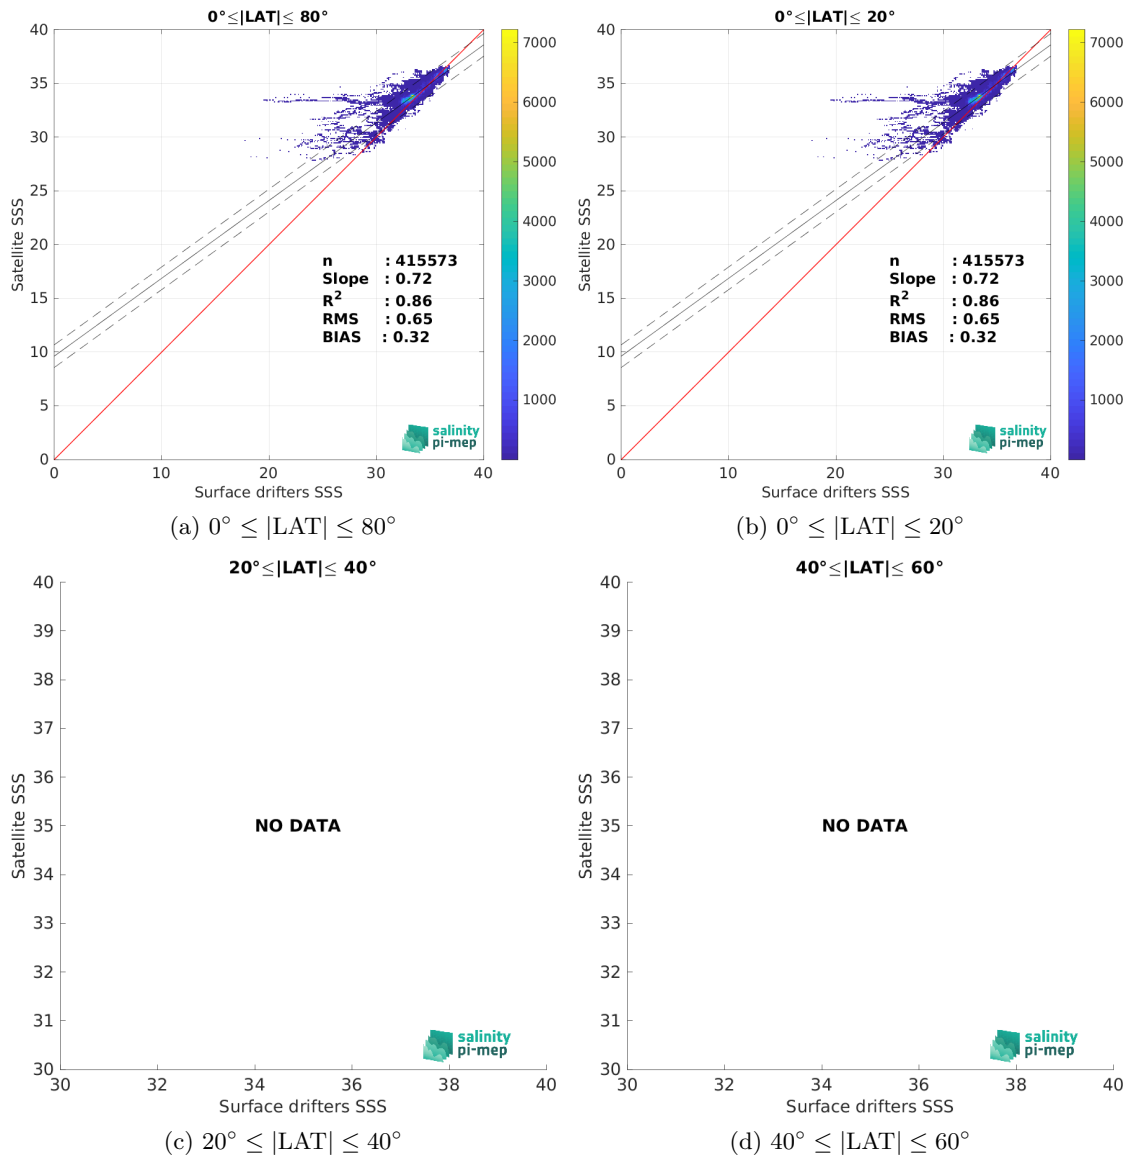 0°≤|LAT|≤ 80°
40
35
30
25
20
15
10
5
0
Satellite SSS
0
10
20
30
40
Surface drifters SSS
7000
6000
5000
4000
3000
2000
1000
n : 415573
Slope : 0.72
R² : 0.86
RMS : 0.65
BIAS : 0.32
salinity
pi-mep
(a) 0° ≤ |LAT| ≤ 80°
0°≤|LAT|≤ 20°
40
35
30
25
20
15
10
5
0
Satellite SSS
0
10
20
30
40
Surface drifters SSS
7000
6000
5000
4000
3000
2000
1000
n : 415573
Slope : 0.72
R² : 0.86
RMS : 0.65
BIAS : 0.32
salinity
pi-mep
(b) 0° ≤ |LAT| ≤ 20°
20°≤|LAT|≤ 40°
40
39
38
37
36
35
34
33
32
31
30
Satellite SSS
NO DATA
salinity
pi-mep
30
32
34
36
38
40
Surface drifters SSS
(c) 20° ≤ |LAT| ≤ 40°
40°≤|LAT|≤ 60°
40
39
38
37
36
35
34
33
32
31
30
Satellite SSS
NO DATA
salinity
pi-mep
30
32
34
36
38
40
Surface drifters SSS
(d) 40° ≤ |LAT| ≤ 60°